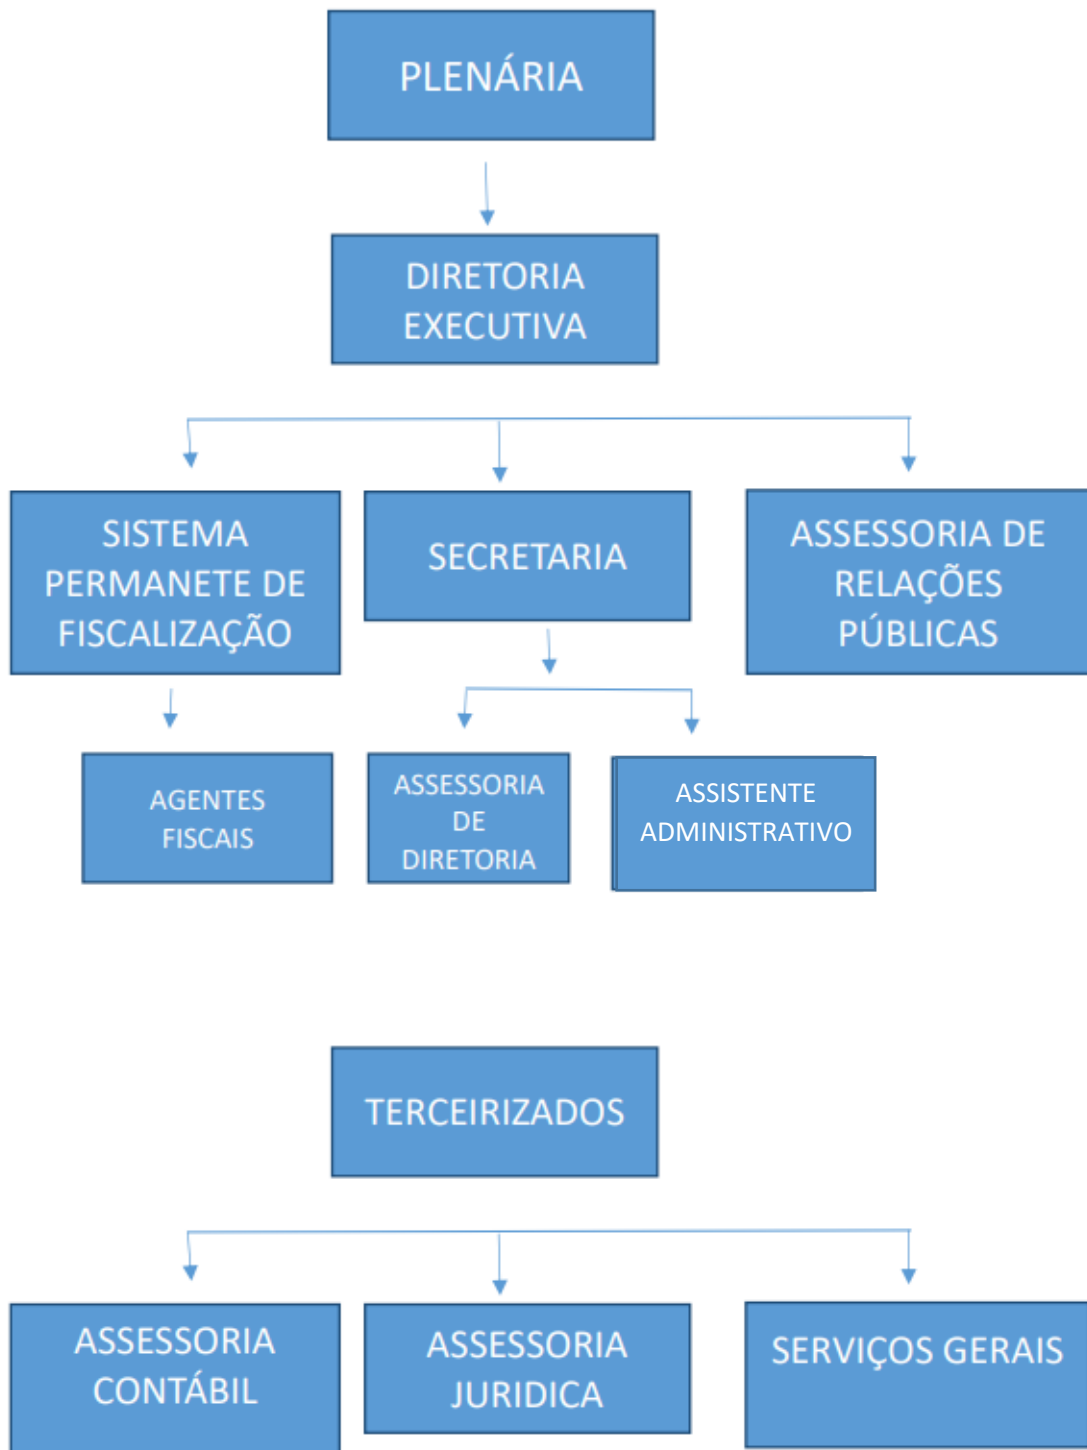 PLENÁRIA
DIRETORIA
EXECUTIVA
SISTEMA
PERMANETE DE
FISCALIZAÇÃO
SECRETARIA
ASSESSORIA DE
RELAÇÕES
PÚBLICAS
AGENTES
FISCAIS
ASSESSORIA
DE
DIRETORIA
ASSISTENTE
ADMINISTRATIVO
TERCEIRIZADOS
ASSESSORIA
CONTÁBIL
ASSESSORIA
JURIDICA
SERVIÇOS GERAIS